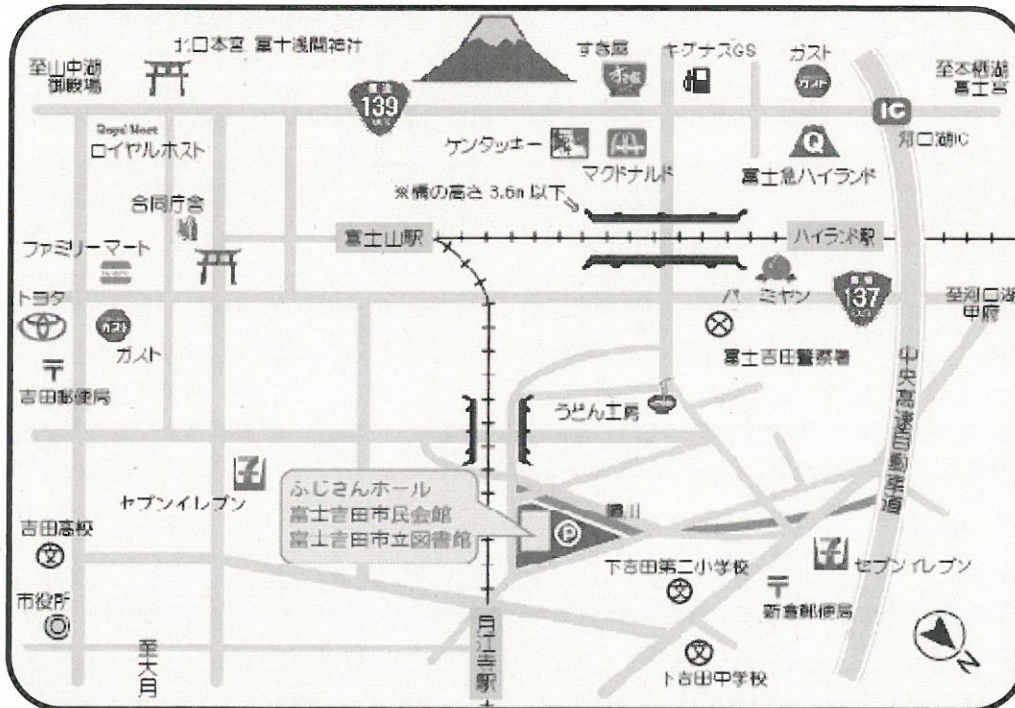 北口本宮 冨士浅間神社
至山中湖
御殿場
139
すき屋
キグナスGS
ガスト
ガスト
至本栖湖
富士宮
IC
河口湖IC
ロイヤルホスト
ケンタッキー
マクドナルド
Q
富士急ハイランド
※橋の高さ 3.6m 以下
合同庁舎
富士山駅
ハイランド駅
ファミリーマート
バーミヤン
137
至河口湖
甲府
トヨタ
ガスト
ガスト
富士吉田警察署
〒
吉田郵便局
中央高速自動車道
うどん工房
セブンイレブン
ふじさんホール
富士吉田市民会館
富士吉田市立図書館
P
吉田高校
文
下吉田第二小学校
文
セブンイレブン
〒
新倉郵便局
市役所
至大月
月江寺駅
文
下吉田中学校
N